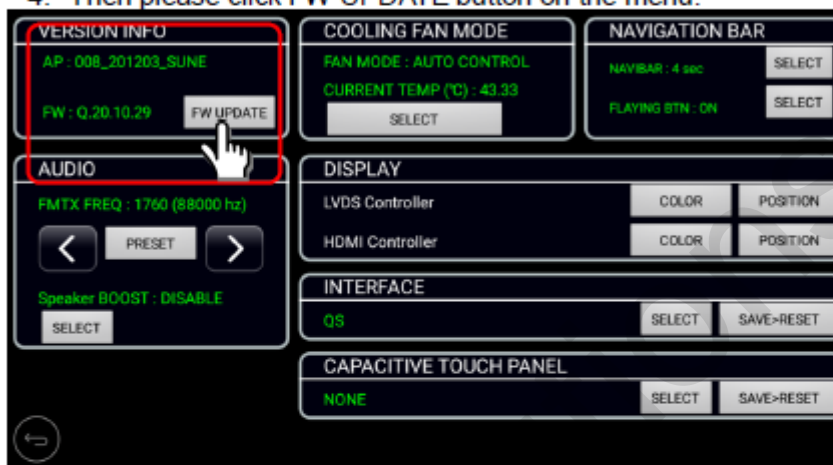 4. Then please click FW UPDATE button on the menu.
VERSION INFO
AP : 008_201203_SUNE
FW : Q.20.10.29
FW UPDATE
COOLING FAN MODE
FAN MODE : AUTO CONTROL
CURRENT TEMP (℃) : 43.33
SELECT
NAVIGATION BAR
NAVIBAR : 4 sec
SELECT
FLAYING BTN : ON
SELECT
AUDIO
FMTX FREQ : 1760 (88000 hz)
<
PRESET
>
Speaker BOOST : DISABLE
SELECT
DISPLAY
LVDS Controller
COLOR
POSITION
HDMI Controller
COLOR
POSITION
INTERFACE
QS
SELECT
SAVE>RESET
CAPACITIVE TOUCH PANEL
NONE
SELECT
SAVE>RESET